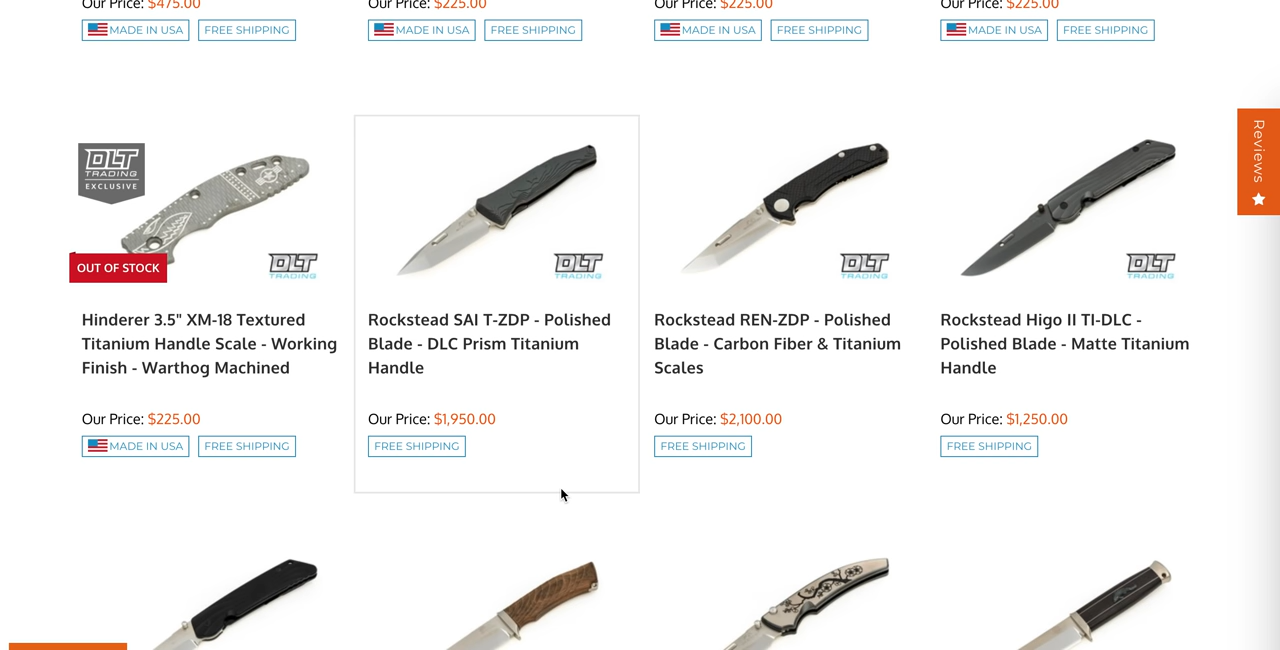 Our Price: $475.00
Our Price: $225.00
Our Price: $225.00
Our Price: $225.00
MADE IN USA FREE SHIPPING
MADE IN USA FREE SHIPPING
MADE IN USA FREE SHIPPING
MADE IN USA FREE SHIPPING
Reviews
DLT
TRADING
EXCLUSIVE
OUT OF STOCK
DLT
TRADING
Hinderer 3.5" XM-18 Textured
Titanium Handle Scale - Working
Finish - Warthog Machined
Our Price: $225.00
MADE IN USA FREE SHIPPING
DLT
TRADING
Rockstead SAI T-ZDP - Polished
Blade - DLC Prism Titanium
Handle
Our Price: $1,950.00
FREE SHIPPING
DLT
TRADING
Rockstead REN-ZDP - Polished
Blade - Carbon Fiber & Titanium
Scales
Our Price: $2,100.00
FREE SHIPPING
DLT
TRADING
Rockstead Higo II TI-DLC -
Polished Blade - Matte Titanium
Handle
Our Price: $1,250.00
FREE SHIPPING